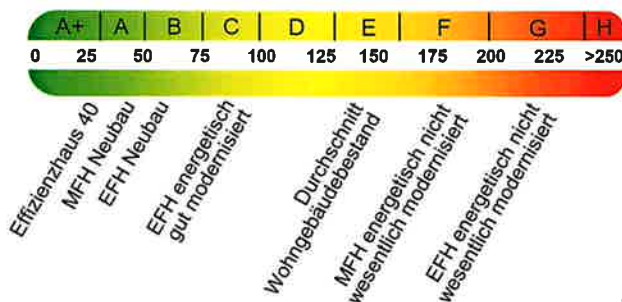 A+ A B C D E F G H
0 25 50 75 100 125 150 175 200 225 >250
Effizienzhaus 40
MFH Neubau
EFH Neubau
EFH energetisch
gut modernisiert
Durchschnitt
Wohngebäudebestand
MFH energetisch nicht
wesentlich modernisiert
EFH energetisch nicht
wesentlich modernisiert